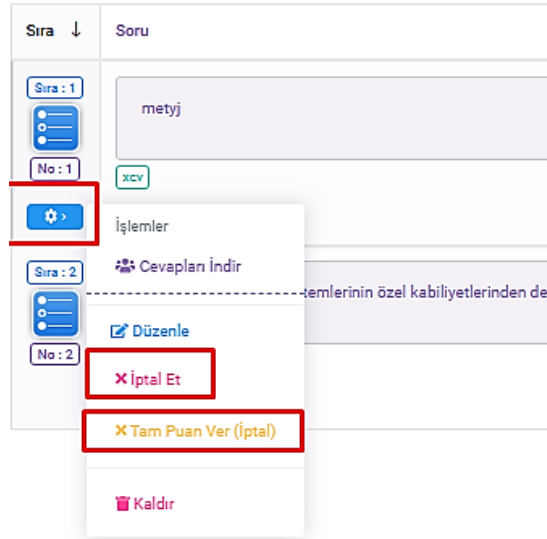 Sıra ↓ Soru
Sıra : 1
metyj
No : 1
xcv
İşlemler
Cevapları İndir
Sıra : 2
temlerinin özel kabiliyetlerinden de
Düzenle
No : 2
İptal Et
Tam Puan Ver (İptal)
Kaldır